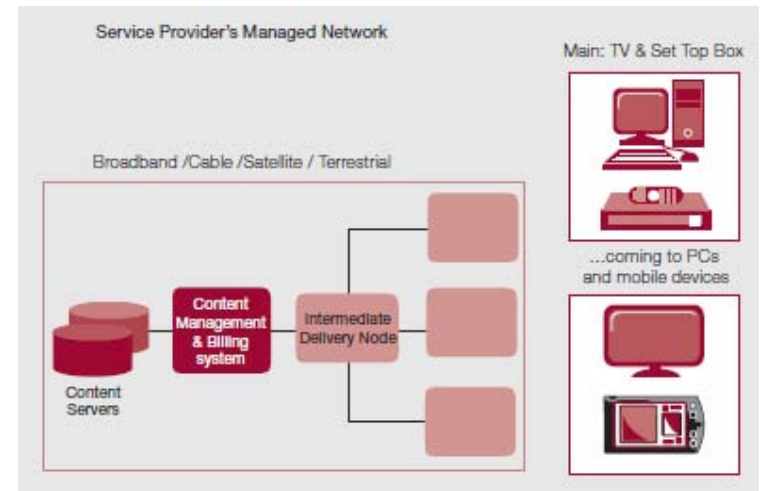 Service Provider's Managed Network
Main: TV & Set Top Box
Broadband /Cable /Satellite / Terrestrial
...coming to PCs
and mobile devices
Content
Management
& Billing
system
Intermediate
Delivery Node
Content
Servers